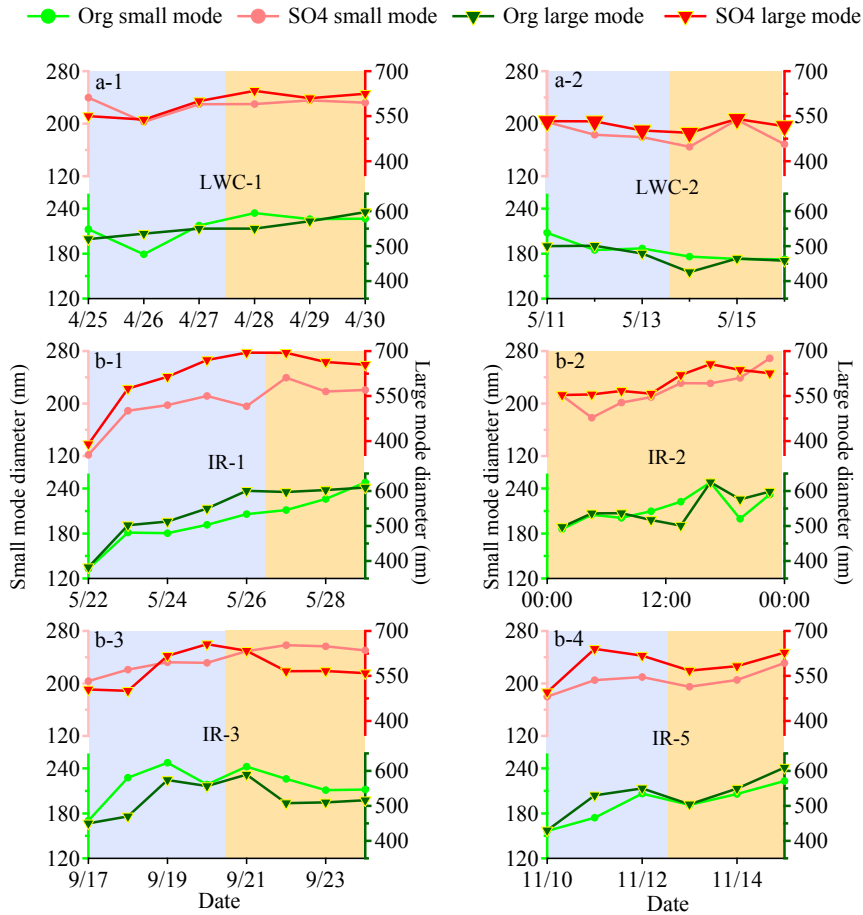 Org small mode SO4 small mode Org large mode SO4 large mode
280 a-1 700 280 a-2 700
200 550 200 550
120 LWC-1 400 120 LWC-2 400
240 600 240 600
180 500 180 500
120 400 120 400
4/25 4/26 4/27 4/28 4/29 4/30 5/11 5/13 5/15
Small mode diameter (nm)
Large mode diameter (nm)
Small mode diameter (nm)
Large mode diameter (nm)
280 b-1 700 280 b-2 700
200 550 200 550
120 IR-1 400 120 IR-2 400
240 600 240 600
180 500 180 500
120 400 120 400
5/22 5/24 5/26 5/28 00:00 12:00 00:00
280 b-3 700 280 b-4 700
200 550 200 550
120 IR-3 400 120 IR-5 400
240 600 240 600
180 500 180 500
120 400 120 400
9/17 9/19 9/21 9/23 11/10 11/12 11/14
Date Date